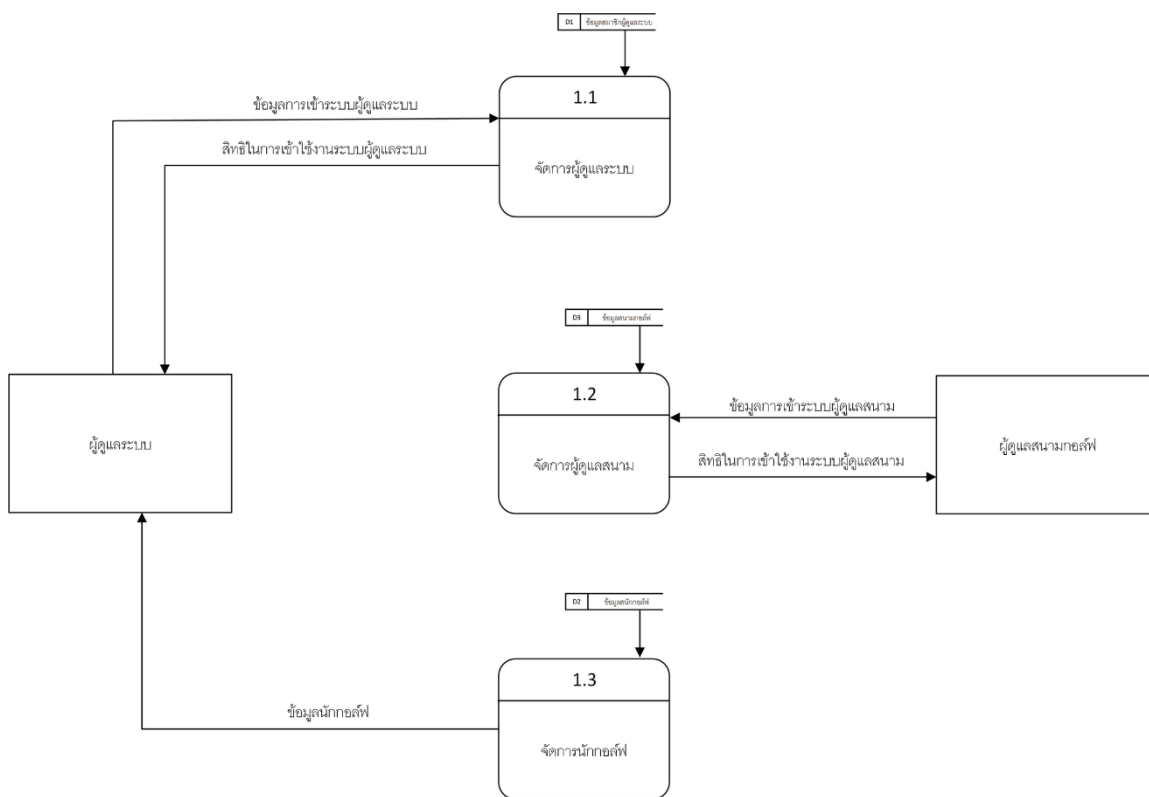 D1 ข้อมูลสมาชิกผู้ดูแลระบบ
1.1
ข้อมูลการเข้าระบบผู้ดูแลระบบ
สิทธิในการเข้าใช้งานระบบผู้ดูแลระบบ
จัดการผู้ดูแลระบบ
D3 ข้อมูลสนามกอล์ฟ
1.2
ข้อมูลการเข้าระบบผู้ดูแลสนาม
ผู้ดูแลระบบ
ผู้ดูแลสนามกอล์ฟ
สิทธิในการเข้าใช้งานระบบผู้ดูแลสนาม
จัดการผู้ดูแลสนาม
D2 ข้อมูลนักกอล์ฟ
1.3
ข้อมูลนักกอล์ฟ
จัดการนักกอล์ฟ